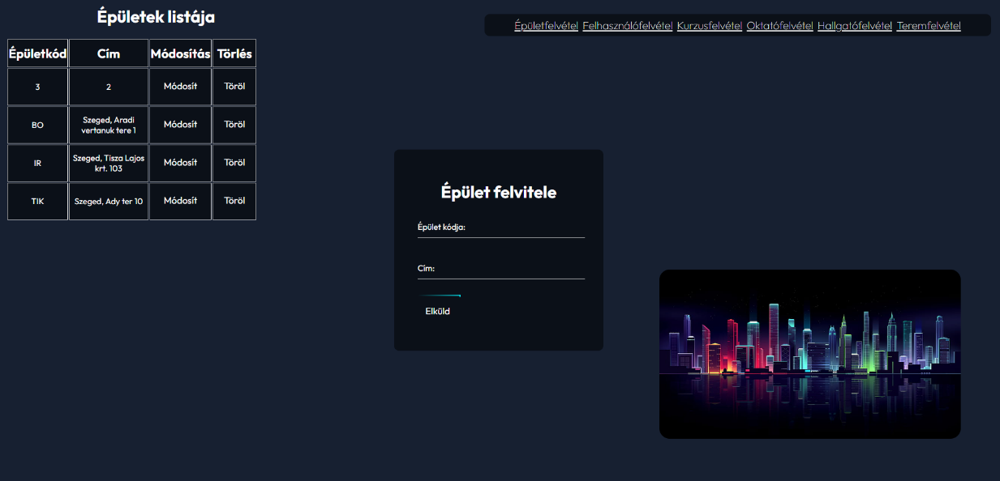 Épületek listája
Épületfelvétel Felhasználófelvétel Kurzusfelvétel Oktatófelvétel Hallgatófelvétel Teremfelvétel
Épületkód Cím Módosítás Törlés
3 2 Módosít Töröl
BO Szeged, Aradi vertanuk tere 1 Módosít Töröl
IR Szeged, Tisza Lajos krt. 103 Módosít Töröl
TIK Szeged, Ady ter 10 Módosít Töröl
Épület felvitele
Épület kódja:
Cím:
Elküld